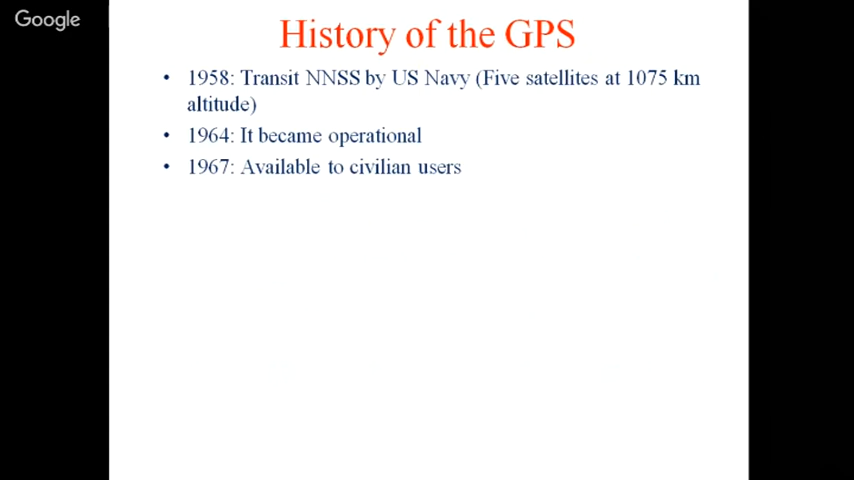 Google
History of the GPS
• 1958: Transit NNSS by US Navy (Five satellites at 1075 km
altitude)
• 1964: It became operational
• 1967: Available to civilian users